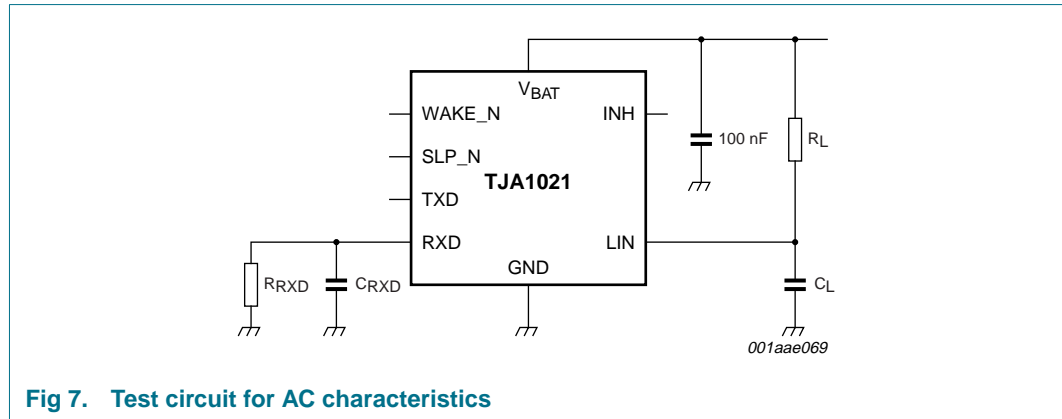 VBAT
WAKE_N
INH
100 nF
RL
SLP_N
TJA1021
TXD
RXD
LIN
GND
RRXD
CRXD
CL
001aae069
Fig 7. Test circuit for AC characteristics